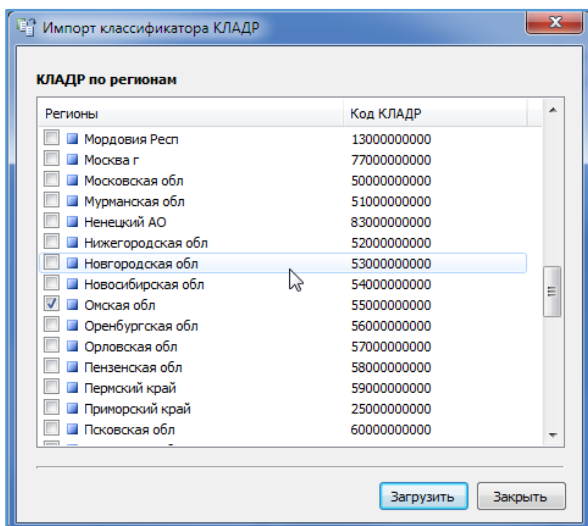 Импорт классификатора КЛАДР
КЛАДР по регионам
Регионы Код КЛАДР
Мордовия Респ 13000000000
Москва г 77000000000
Московская обл 50000000000
Мурманская обл 51000000000
Ненецкий АО 83000000000
Нижегородская обл 52000000000
Новгородская обл 53000000000
Новосибирская обл 54000000000
Омская обл 55000000000
Оренбургская обл 56000000000
Орловская обл 57000000000
Пензенская обл 58000000000
Пермский край 59000000000
Приморский край 25000000000
Псковская обл 60000000000
Загрузить Закрыть